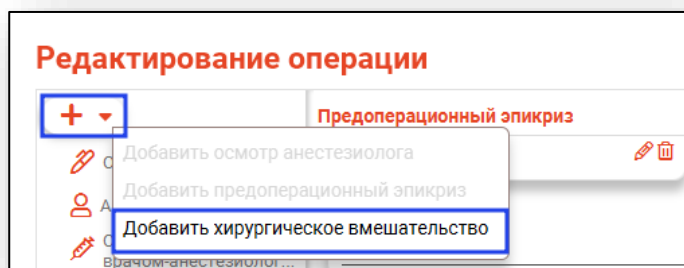 Редактирование операции
Предоперационный эпикриз
Добавить осмотр анестезиолога
Добавить предоперационный эпикриз
Добавить хирургическое вмешательство
врачом-анестезиолог...